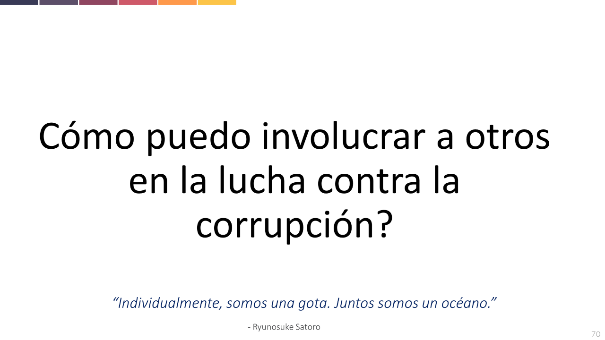 Cómo puedo involucrar a otros
en la lucha contra la
corrupción?
“Individualmente, somos una gota. Juntos somos un océano.”
- Ryunosuke Satoro
70